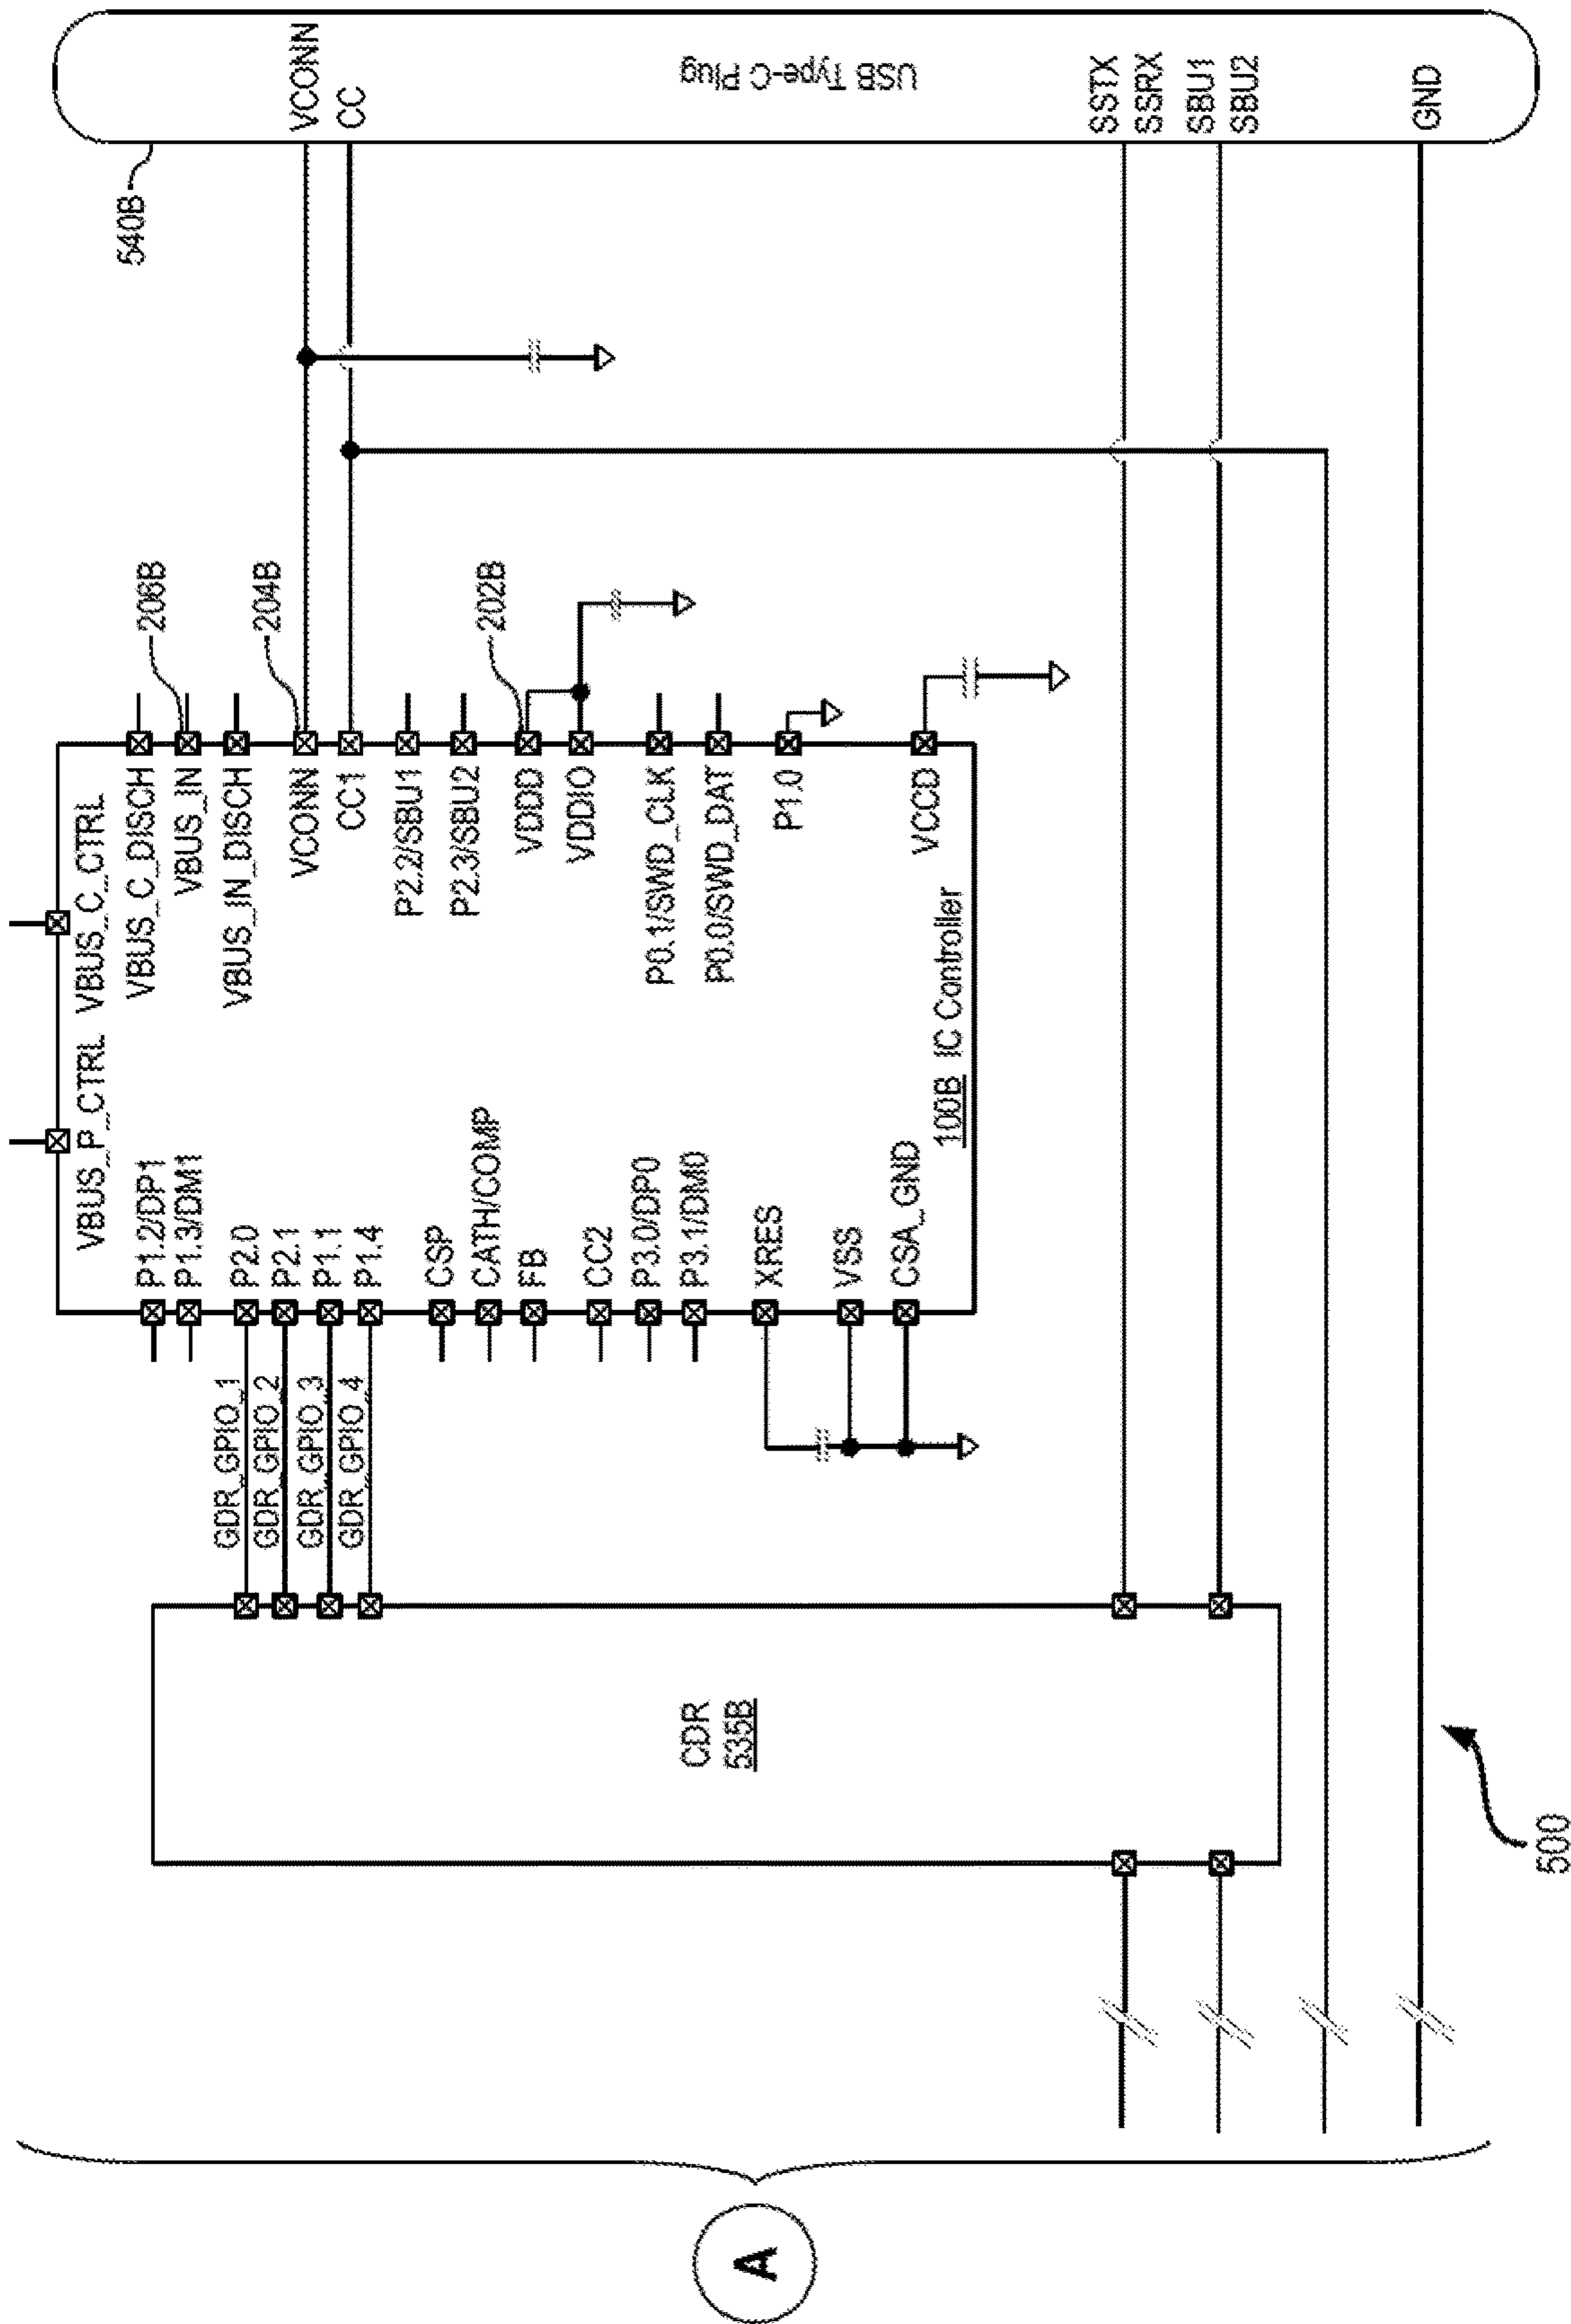 A
500
CDR
535B
GDR_GPIO_1
GDR_GPIO_2
GDR_GPIO_3
GDR_GPIO_4
VBUS_P_CTRL
VBUS_C_CTRL
P1.2/DP1
P1.3/DM1
P2.0
P2.1
P1.1
P1.4
CSP
CATH/COMP
FB
CC2
P3.0/DP0
P3.1/DM0
XRES
VSS
CSA_GND
100B IC Controller
VBUS_C_DISCH
VBUS_IN
VBUS_IN_DISCH
VCONN
CC1
P2.2/SBU1
P2.3/SBU2
VDDD
VDDIO
P0.1/SWD_CLK
P0.0/SWD_DAT
P1.0
VCCD
206B
204B
202B
540B
VCONN
CC
USB Type-C Plug
SSTX
SSRX
SBU1
SBU2
GND